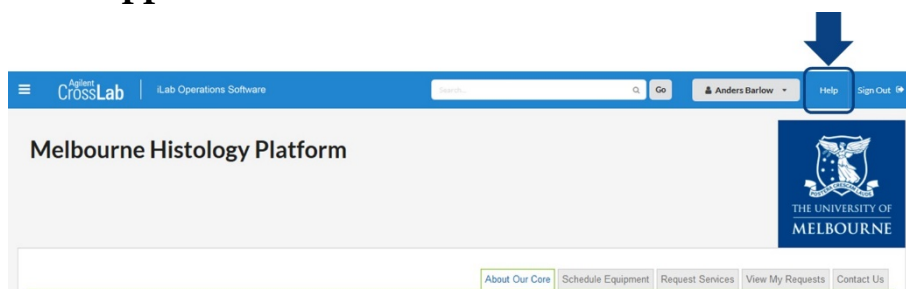 Agilent
CrossLab
iLab Operations Software
Search...
Go
Anders Barlow
Help
Sign Out
Melbourne Histology Platform
THE UNIVERSITY OF
MELBOURNE
About Our Core
Schedule Equipment
Request Services
View My Requests
Contact Us